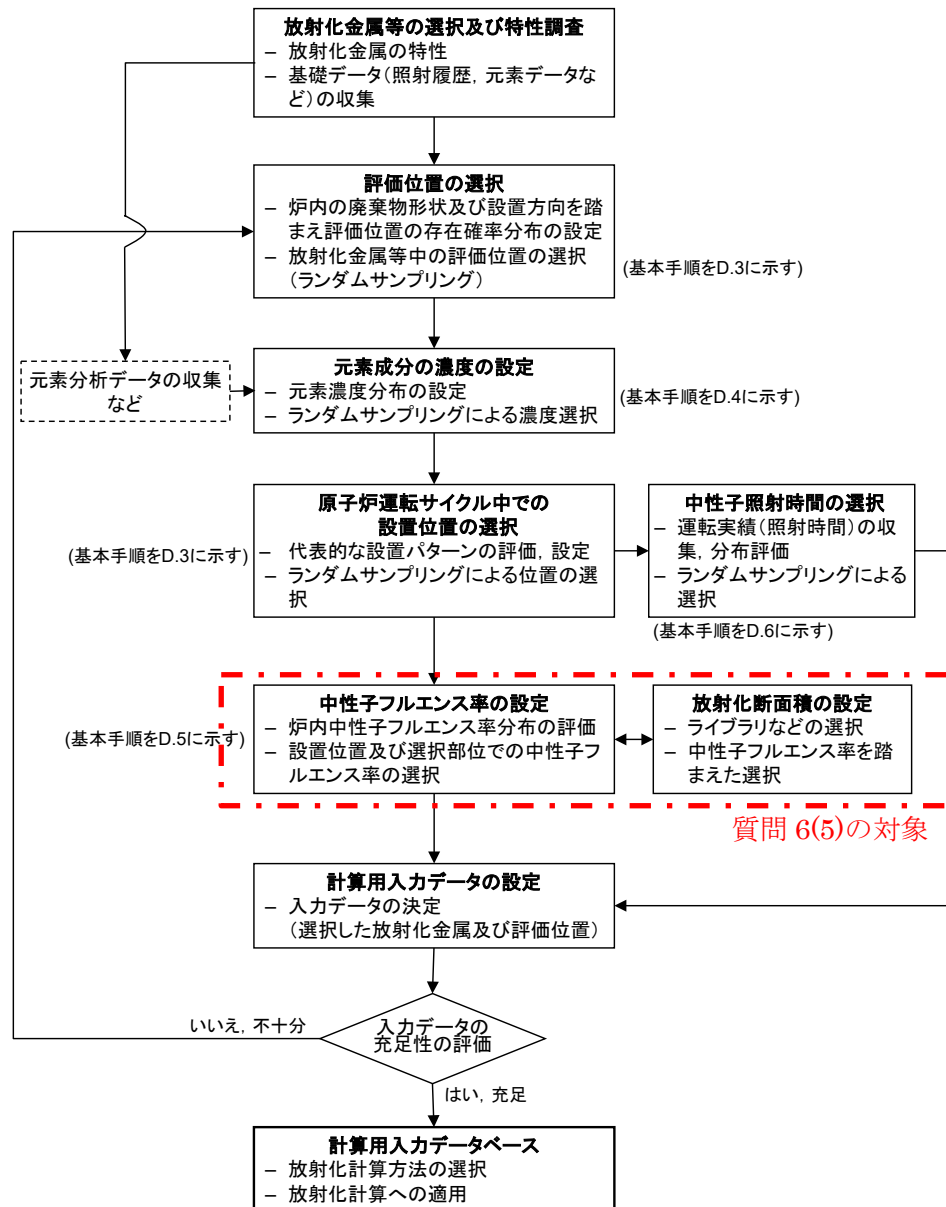 放射化金属等の選択及び特性調査
– 放射化金属の特性
– 基礎データ(照射履歴, 元素データな
ど)の収集
評価位置の選択
– 炉内の廃棄物形状及び設置方向を踏
まえ評価位置の存在確率分布の設定
– 放射化金属等中の評価位置の選択
(ランダムサンプリング)
(基本手順をD.3に示す)
元素分析データの収集
など
元素成分の濃度の設定
– 元素濃度分布の設定
– ランダムサンプリングによる濃度選択
(基本手順をD.4に示す)
(基本手順をD.3に示す)
原子炉運転サイクル中での
設置位置の選択
– 代表的な設置パターンの評価, 設定
– ランダムサンプリングによる位置の選
択
中性子照射時間の選択
– 運転実績(照射時間)の収
集, 分布評価
– ランダムサンプリングによる
選択
(基本手順をD.6に示す)
(基本手順をD.5に示す)
中性子フルエンス率の設定
– 炉内中性子フルエンス率分布の評価
– 設置位置及び選択部位での中性子フ
ルエンス率の選択
放射化断面積の設定
– ライブラリなどの選択
– 中性子フルエンス率を踏
まえた選択
質問 6(5)の対象
計算用入力データの設定
– 入力データの決定
(選択した放射化金属及び評価位置)
いいえ, 不十分
入力データの
充足性の評価
はい, 充足
計算用入力データベース
– 放射化計算方法の選択
– 放射化計算への適用